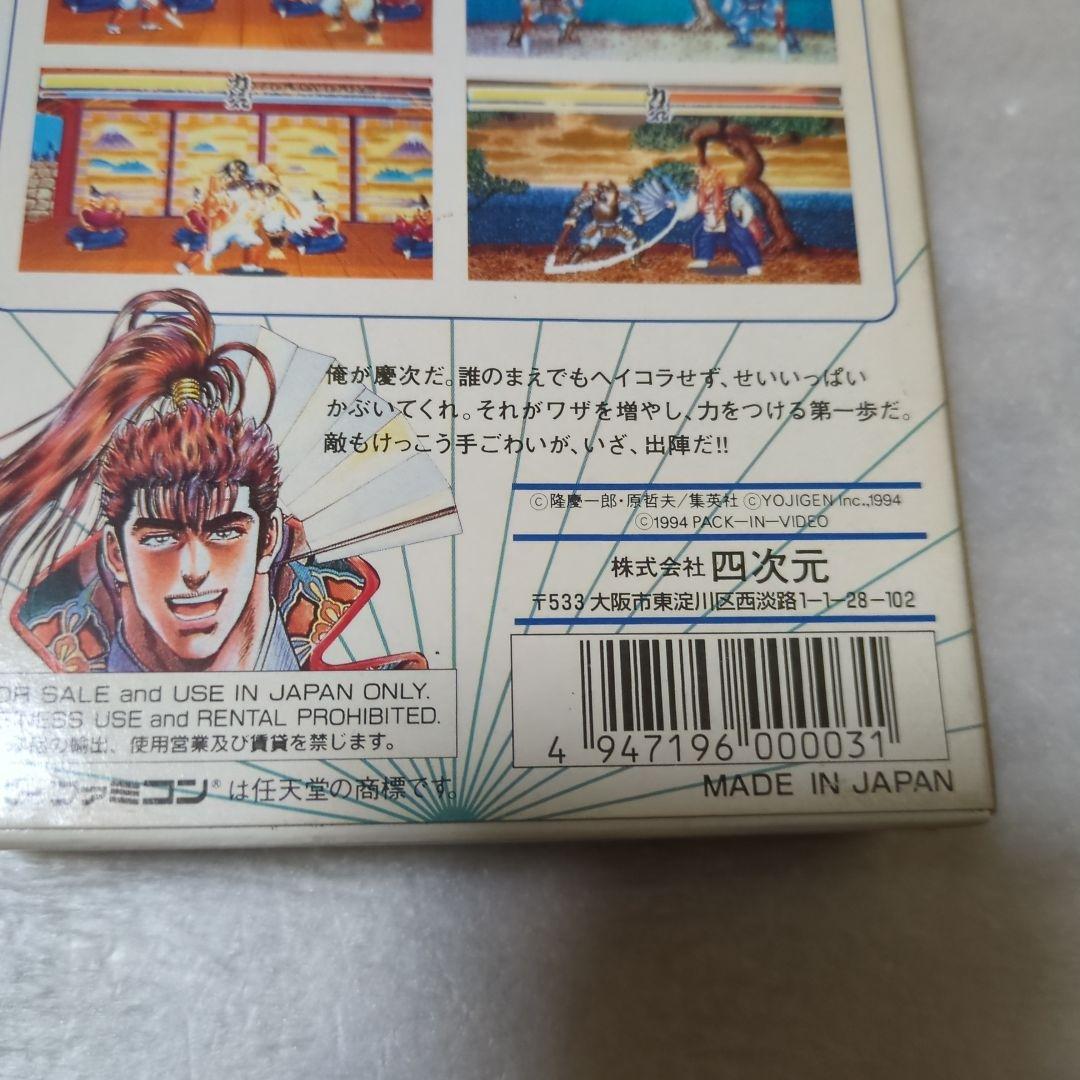 力
気
力
気
俺が慶次だ。誰のまえでもヘイコラせず、せいいっぱい
かぶいてくれ。それがワザを増やし、力をつける第一歩だ。
敵もけっこう手ごわいが、いざ、出陣だ!!
©隆慶一郎・原哲夫/集英社 ©YOJIGEN Inc.,1994
©1994 PACK-IN-VIDEO
株式会社 四次元
〒533 大阪市東淀川区西淡路1-1-28-102
OR SALE and USE IN JAPAN ONLY.
NESS USE and RENTAL PROHIBITED.
の輸出、使用営業及び賃貸を禁じます。
ファミコン®は任天堂の商標です。
4 947196 000031
MADE IN JAPAN